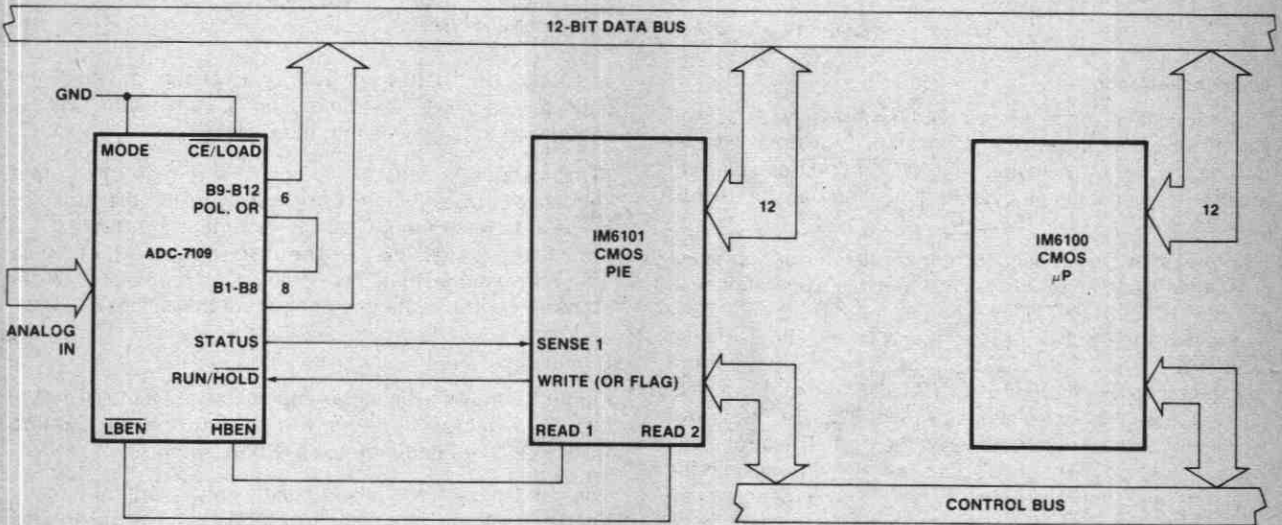 12-BIT DATA BUS
GND
MODE
CE/LOAD
B9-B12
POL. OR
6
ADC-7109
B1-B8
8
ANALOG
IN
STATUS
RUN/HOLD
LBEN
HBEN
IM6101
CMOS
PIE
12
SENSE 1
WRITE (OR FLAG)
READ 1
READ 2
IM6100
CMOS
μP
12
CONTROL BUS